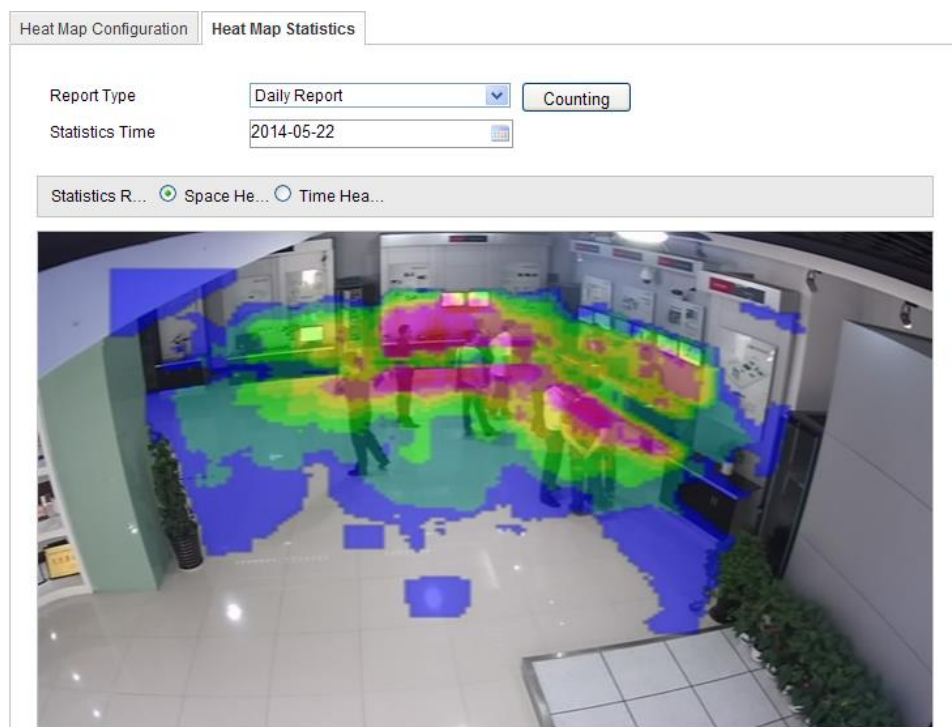 Heat Map Configuration Heat Map Statistics
Report Type Daily Report Counting
Statistics Time 2014-05-22
Statistics R... Space He... Time Hea...